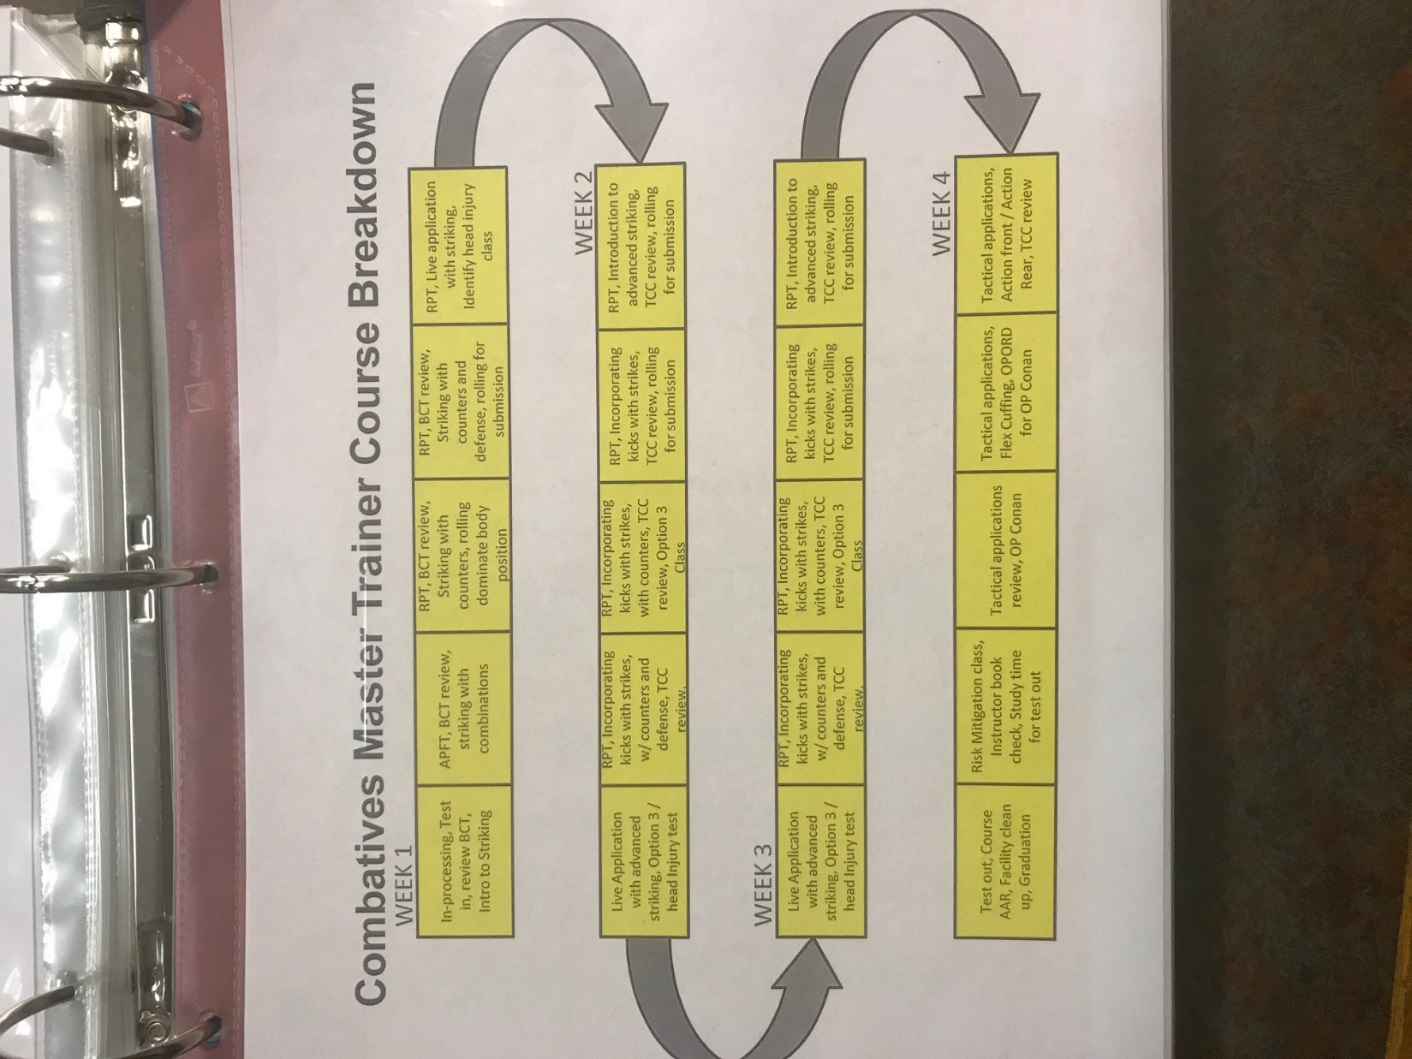 Combatives Master Trainer Course Breakdown
WEEK 1
In-processing, Test
in, review BCT,
Intro to Striking
APFT, BCT review,
striking with
combinations
RPT, BCT review,
Striking with
counters, rolling
dominate body
position
RPT, BCT review,
Striking with
counters and
defense, rolling for
submission
RPT, Live application
with striking,
Identify head injury
class
WEEK 2
RPT, Introduction to
advanced striking,
TCC review, rolling
for submission
RPT, Incorporating
kicks with strikes,
TCC review, rolling
for submission
RPT, Incorporating
kicks with strikes,
with counters, TCC
review, Option 3
Class
RPT, Incorporating
kicks with strikes,
w/ counters and
defense, TCC
review,
Live Application
with advanced
striking, Option 3 /
head Injury test
WEEK 3
Live Application
with advanced
striking, Option 3 /
head Injury test
RPT, Incorporating
kicks with strikes,
w/ counters and
defense, TCC
review,
RPT, Incorporating
kicks with strikes,
with counters, TCC
review, Option 3
Class
RPT, Incorporating
kicks with strikes,
TCC review, rolling
for submission
RPT, Introduction to
advanced striking,
TCC review, rolling
for submission
WEEK 4
Tactical applications,
Action front / Action
Rear, TCC review
Tactical applications,
Flex Cuffing, OPORD
for OP Conan
Tactical applications
review, OP Conan
Risk Mitigation class,
Instructor book
check, Study time
for test out
Test out, Course
AAR, Facility clean
up, Graduation